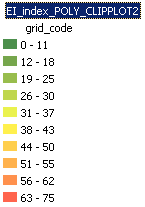 EI_index_POLY_CLIPPLOT2
grid_code
0 - 11
12 - 18
19 - 25
26 - 30
31 - 37
38 - 43
44 - 50
51 - 55
56 - 62
63 - 75